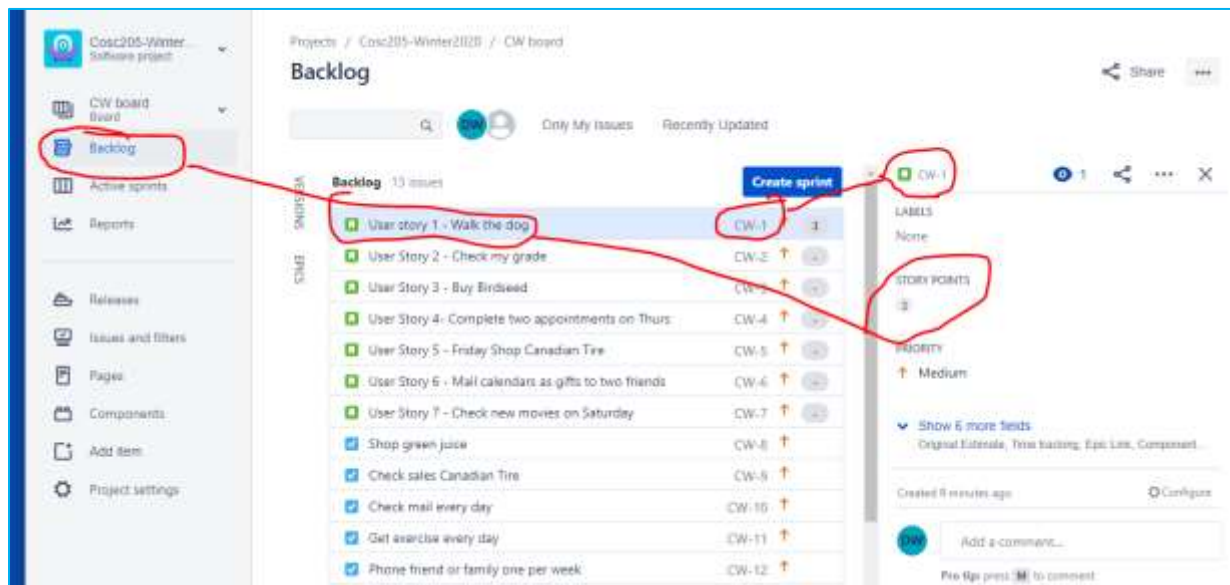 Cosc205-Winter...
Software project
CW board
Board
Backlog
Active sprints
Reports
Releases
Issues and filters
Pages
Components
Add item
Project settings
Projects / Cosc205-Winter2020 / CW board
Backlog
Share
DW
Only My Issues
Recently Updated
VERSIONS
EPICS
Backlog 13 issues
Create sprint
User story 1 - Walk the dog CW-1 3
User Story 2 - Check my grade CW-2 -
User Story 3 - Buy Birdseed CW-3 -
User Story 4- Complete two appointments on Thurs CW-4 -
User Story 5 - Friday Shop Canadian Tire CW-5 -
User Story 6 - Mail calendars as gifts to two friends CW-6 -
User Story 7 - Check new movies on Saturday CW-7 -
Shop green juice CW-8
Check sales Canadian Tire CW-9
Check mail every day CW-10
Get exercise every day CW-11
Phone friend or family one per week CW-12
CW-1
1
LABELS
None
STORY POINTS
3
PRIORITY
Medium
Show 6 more fields
Original Estimate, Time tracking, Epic Link, Component...
Created 9 minutes ago
Configure
DW
Add a comment...
Pro tip: press M to comment